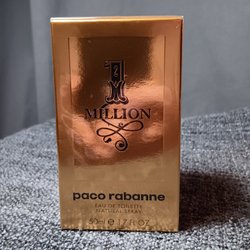 1
MILLION
paco rabanne
EAU DE TOILETTE
NATURAL SPRAY
50ml e 1.7 FL.OZ